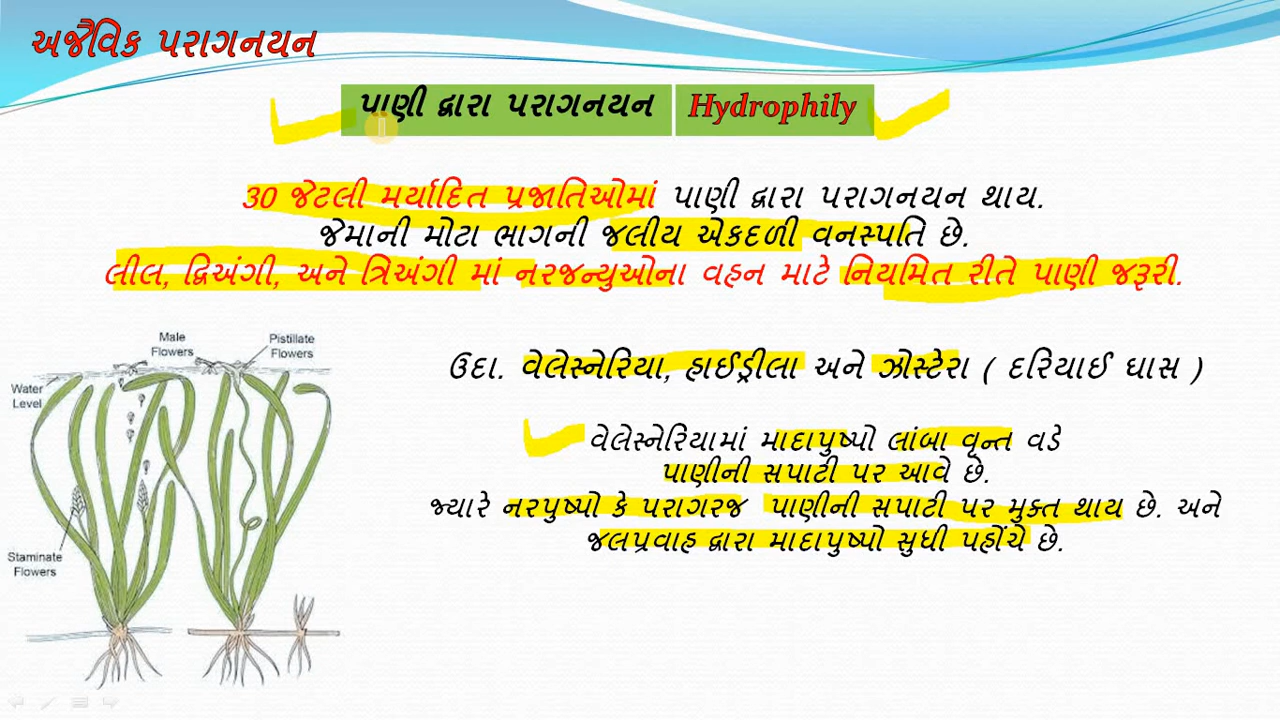 અજૈવિક પરાગનયન
પાણી દ્વારા પરાગનયન Hydrophily
30 જેટલી મર્યાદિત પ્રજાતિઓમાં પાણી દ્વારા પરાગનયન થાય.
જેમાની મોટા ભાગની જલીય એકદળી વનસ્પતિ છે.
લીલ, દ્વિઅંગી, અને ત્રિઅંગી માં નરજન્યુઓના વહન માટે નિયમિત રીતે પાણી જરૂરી.
Male
Flowers
Pistillate
Flowers
Water
Level
Staminate
Flowers
ઉદા. વેલેસ્નેરિયા, હાઈડ્રીલા અને ઝોસ્ટેરા ( દરિયાઈ ઘાસ )
વેલેસ્નેરિયામાં માદાપુષ્પો લાંબા વૃન્ત વડે
પાણીની સપાટી પર આવે છે.
જ્યારે નરપુષ્પો કે પરાગરજ પાણીની સપાટી પર મુક્ત થાય છે. અને
જલપ્રવાહ દ્વારા માદાપુષ્પો સુધી પહોંચે છે.